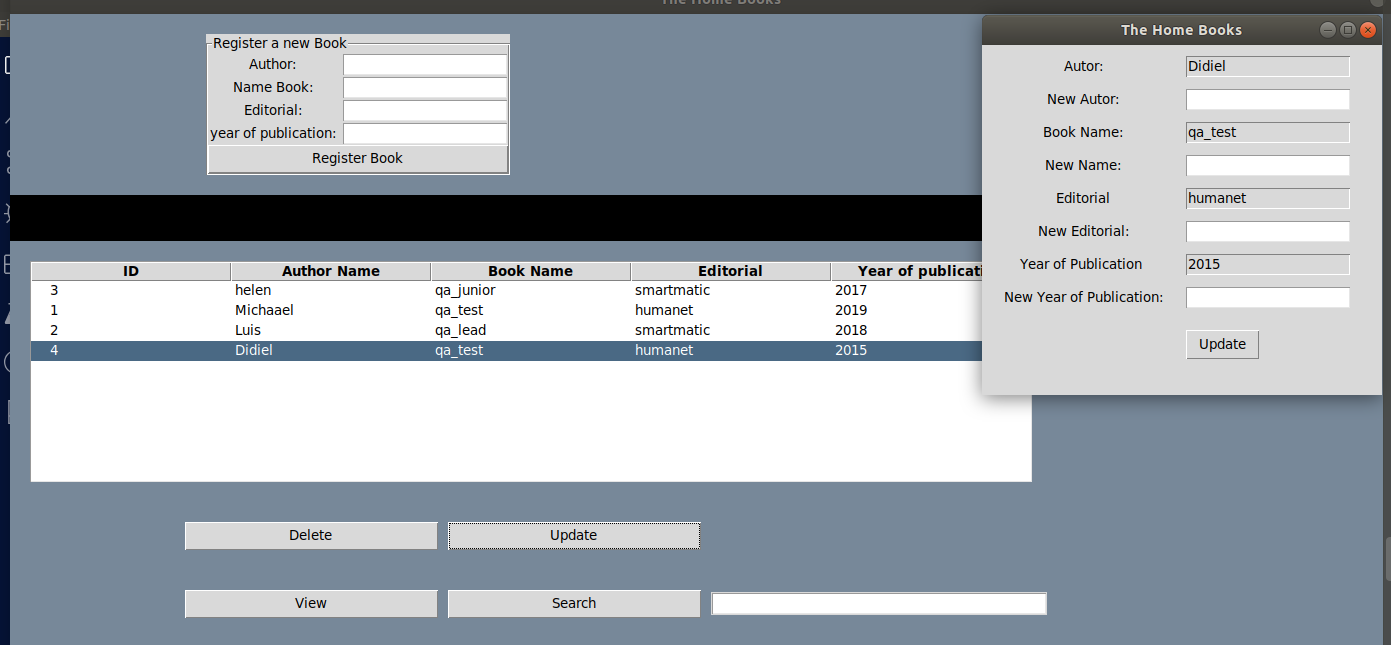 The Home Books
Fi
Register a new Book
Author:
Name Book:
Editorial:
year of publication:
Register Book
ID Author Name Book Name Editorial Year of publicati
3 helen qa_junior smartmatic 2017
1 Michaael qa_test humanet 2019
2 Luis qa_lead smartmatic 2018
4 Didiel qa_test humanet 2015
Delete Update
View Search
The Home Books
Autor: Didiel
New Autor:
Book Name: qa_test
New Name:
Editorial humanet
New Editorial:
Year of Publication 2015
New Year of Publication:
Update